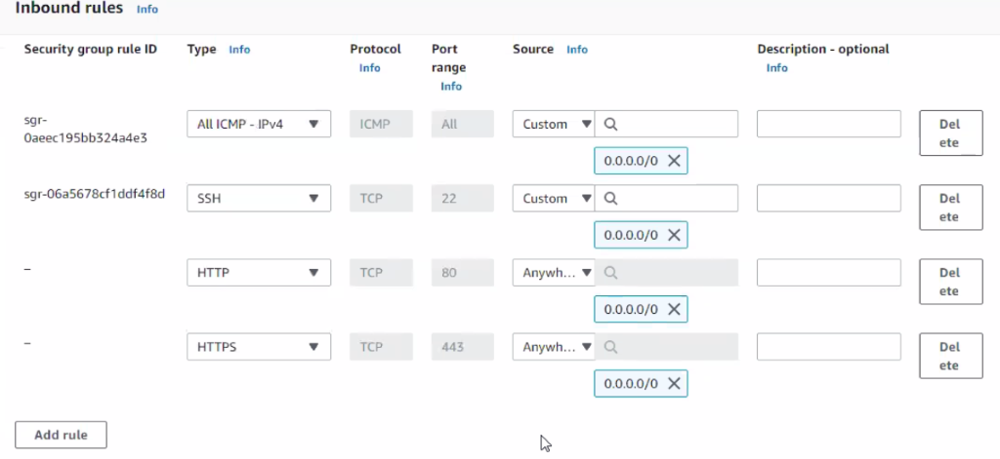 Inbound rules Info
Security group rule ID Type Info Protocol Info Port range Info Source Info Description - optional Info
sgr-0aeec195bb324a4e3 All ICMP - IPv4 ICMP All Custom Delete
0.0.0.0/0
sgr-06a5678cf1ddf4f8d SSH TCP 22 Custom Delete
0.0.0.0/0
– HTTP TCP 80 Anywh... Delete
0.0.0.0/0
– HTTPS TCP 443 Anywh... Delete
0.0.0.0/0
Add rule